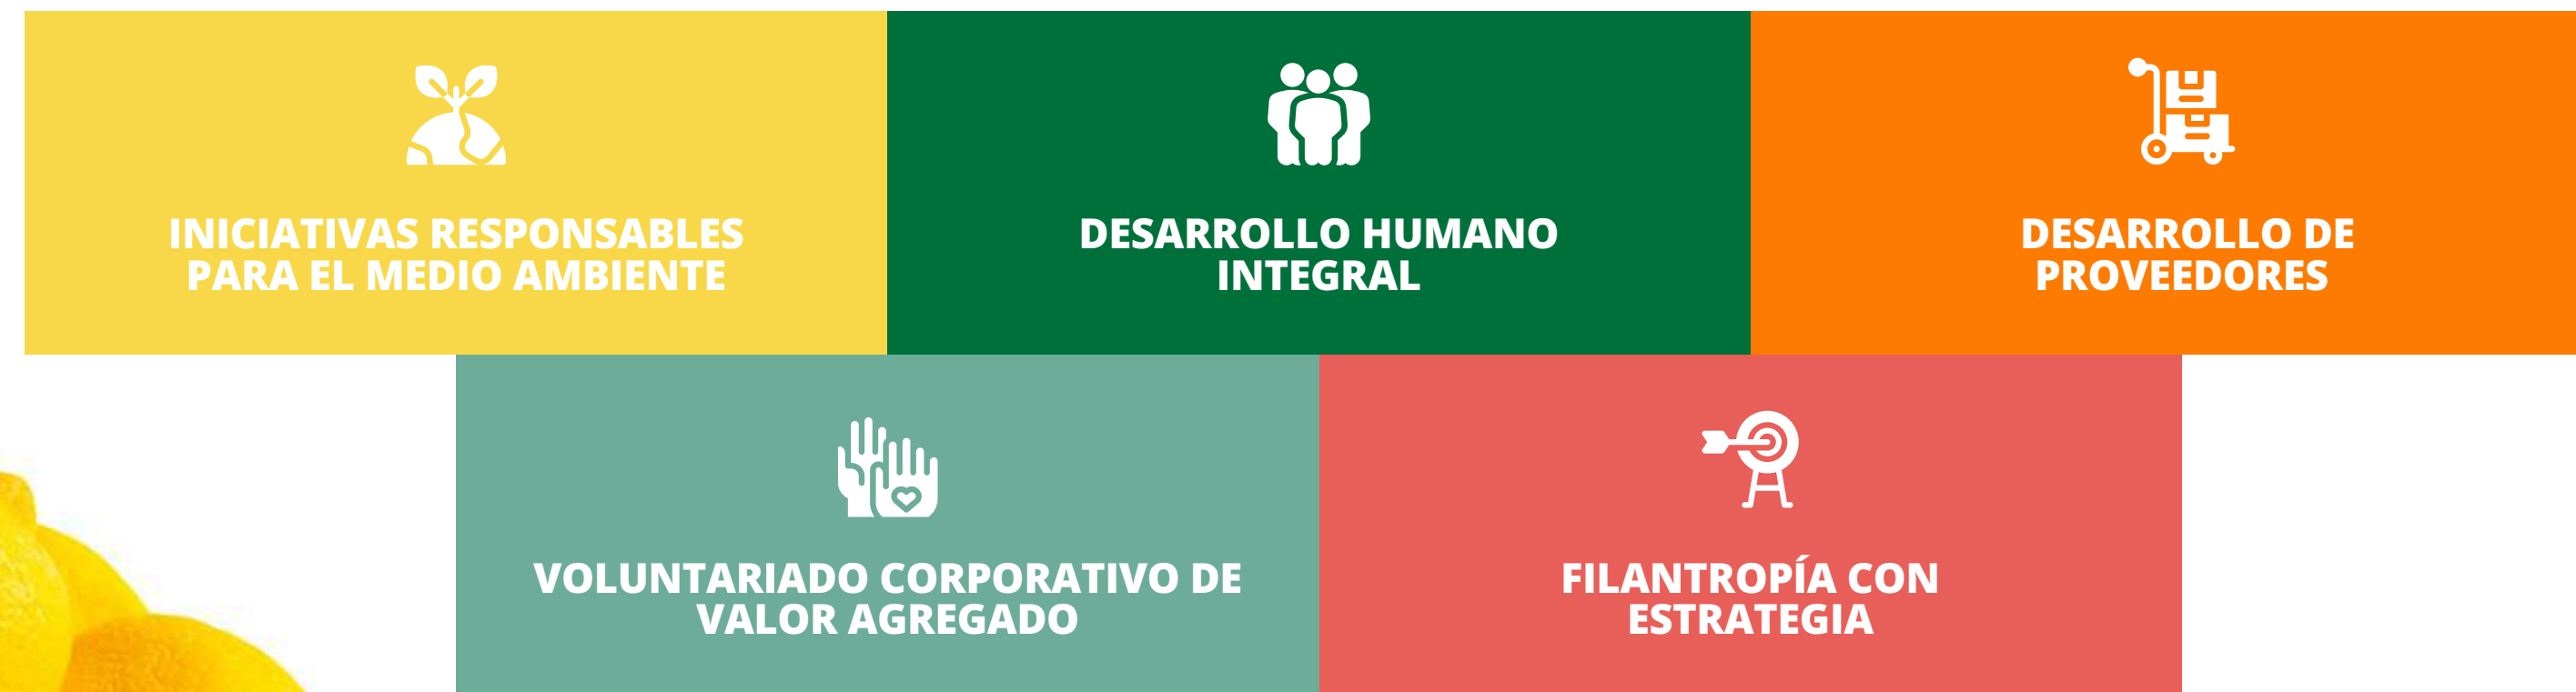 INICIATIVAS RESPONSABLES
PARA EL MEDIO AMBIENTE
DESARROLLO HUMANO
INTEGRAL
DESARROLLO DE
PROVEEDORES
VOLUNTARIADO CORPORATIVO DE
VALOR AGREGADO
FILANTROPÍA CON
ESTRATEGIA